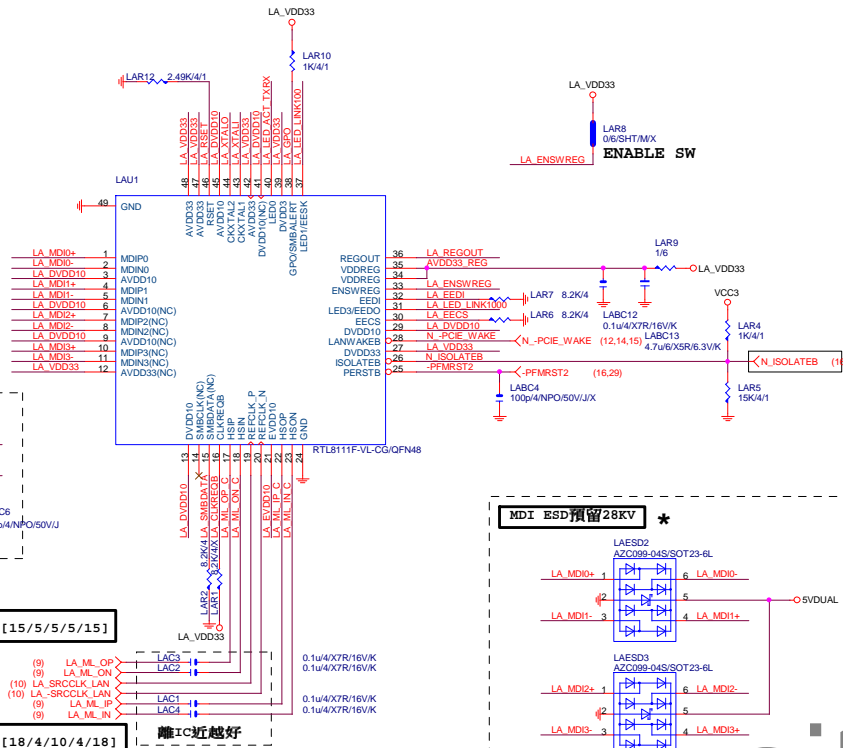 LA_VDD33
LAR10
1K/4/1
LAR12 2.49K/4/1
LA_VDD33
LAR8
0/6/SHT/M/X
ENABLE SW
LA_ENSWREG
LA_VDD33
LA_VDD33
LA_RSET
LA_DVDD10
LA_XTALO
LA_XTALI
LA_VDD33
LA_DVDD10
LA_LED_ACT_TXRX
LA_VDD33
LA_GPO
LA_LED_LINK100
48 47 46 45 44 43 42 41 40 39 38 37
LAU1
AVDD33
AVDD33
RSET
AVDD10
CKXTAL2
CKXTAL1
AVDD33
DVDD10(NC)
LED0
DVDD3
GPO/SMBALERT
LED1/EESK
49 GND
LA_MDI0+ 1 MDIP0
LA_MDI0- 2 MDIN0
LA_DVDD10 3 AVDD10
LA_MDI1+ 4 MDIP1
LA_MDI1- 5 MDIN1
LA_DVDD10 6 AVDD10(NC)
LA_MDI2+ 7 MDIP2(NC)
LA_MDI2- 8 MDIN2(NC)
LA_DVDD10 9 AVDD10(NC)
LA_MDI3+ 10 MDIP3(NC)
LA_MDI3- 11 MDIN3(NC)
LA_VDD33 12 AVDD33(NC)
REGOUT 36 LA_REGOUT
VDDREG 35 AVDD33_REG
VDDREG 34
ENSWREG 33 LA_ENSWREG
EEDI 32 LA_EEDI
LED3/EEDO 31 LA_LED_LINK1000
EECS 30 LA_EECS
DVDD10 29 LA_DVDD10
LANWAKEB 28 N_-PCIE_WAKE
DVDD33 27 LA_VDD33
ISOLATEB 26 N_ISOLATEB
PERSTB 25 -PFMRST2
LAR9
1/6
LA_VDD33
LAR7 8.2K/4
LAR6 8.2K/4
LABC12
0.1u/4/X7R/16V/K
N_-PCIE_WAKE (12,14,15)
LABC13
4.7u/6/X5R/6.3V/K
VCC3
LAR4
1K/4/1
N_ISOLATEB (16
LAR5
15K/4/1
-PFMRST2 (16,29)
LABC4
100p/4/NPO/50V/J/X
DVDD10
SMBCLK(NC)
SMBDATA(NC)
CLKREQB
HSIP
HSIN
REFCLK_P
REFCLK_N
EVDD10
HSOP
HSON
GND
RTL8111F-VL-CG/QFN48
13 14 15 16 17 18 19 20 21 22 23 24
LA_DVDD10
LA_SMBDATA
LA_CLKREQB
LA_ML_OP_C
LA_ML_ON_C
LA_EVDD10
LA_ML_IP_C
LA_ML_IN_C
LAR2 8.2K/4
LAR1 8.2K/4/X
LA_VDD33
C6
p/4/NPO/50V/J
[15/5/5/5/15]
(9) LA_ML_OP LAC3 0.1u/4/X7R/16V/K
(9) LA_ML_ON LAC2 0.1u/4/X7R/16V/K
(10) LA_SRCCLK_LAN
(10) LA_-SRCCLK_LAN
(9) LA_ML_IP LAC1 0.1u/4/X7R/16V/K
(9) LA_ML_IN LAC4 0.1u/4/X7R/16V/K
離IC近越好
[18/4/10/4/18]
MDI ESD預留28KV *
LAESD2
AZC099-04S/SOT23-6L
LA_MDI0+ 1 6 LA_MDI0-
2 5 5VDUAL
LA_MDI1- 3 4 LA_MDI1+
LAESD3
AZC099-04S/SOT23-6L
LA_MDI2+ 1 6 LA_MDI2-
2 5
LA_MDI3- 3 4 LA_MDI3+